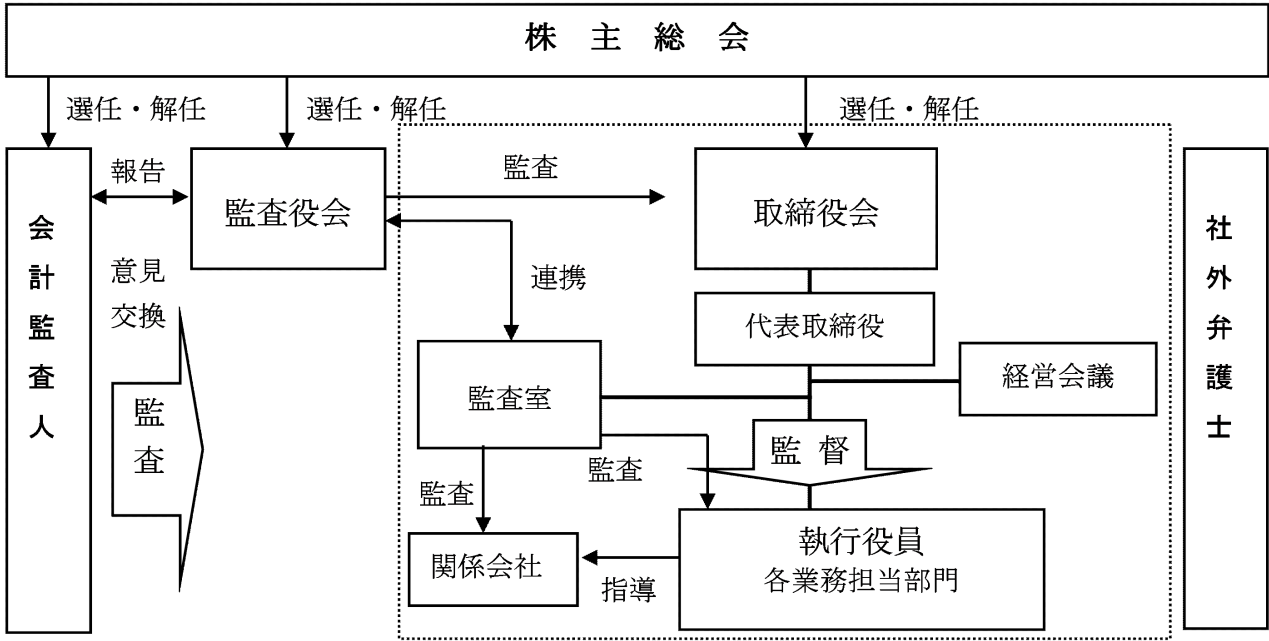 株主総会
選任・解任
選任・解任
選任・解任
会計監査人
報告
意見
交換
監査
監査役会
監査
取締役会
連携
代表取締役
経営会議
監査室
監督
監査
監査
関係会社
指導
執行役員
各業務担当部門
社外弁護士